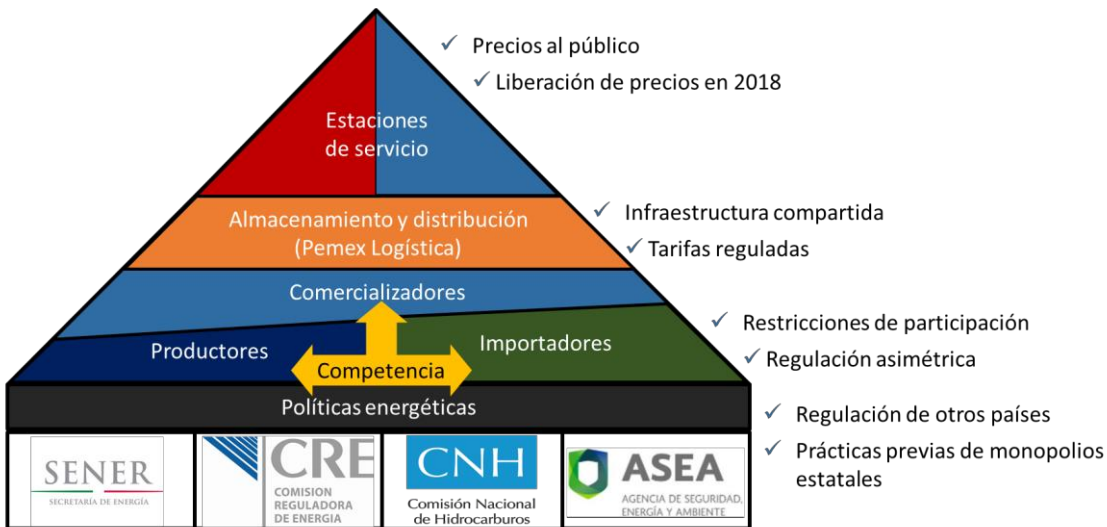 ✓ Precios al público
✓ Liberación de precios en 2018
Estaciones
de servicio
Almacenamiento y distribución
(Pemex Logística)
✓ Infraestructura compartida
✓ Tarifas reguladas
Comercializadores
Productores
Importadores
Competencia
✓ Restricciones de participación
✓ Regulación asimétrica
Políticas energéticas
✓ Regulación de otros países
✓ Prácticas previas de monopolios
estatales
SENER
SECRETARÍA DE ENERGÍA
CRE
COMISION
REGULADORA
DE ENERGIA
CNH
Comisión Nacional
de Hidrocarburos
ASEA
AGENCIA DE SEGURIDAD,
ENERGÍA Y AMBIENTE